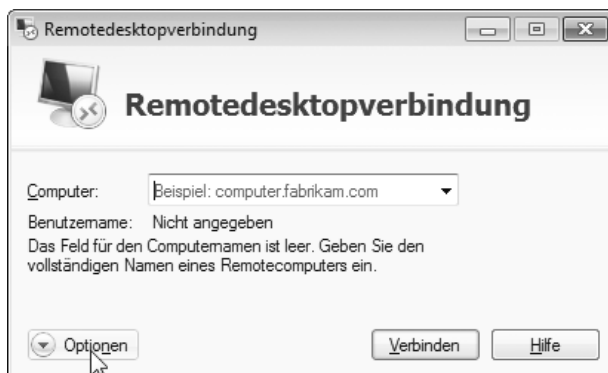 Remotedesktopverbindung
Remotedesktopverbindung
Computer: Beispiel: computer.fabrikam.com
Benutzername: Nicht angegeben
Das Feld für den Computernamen ist leer. Geben Sie den
vollständigen Namen eines Remotecomputers ein.
Optionen Verbinden Hilfe